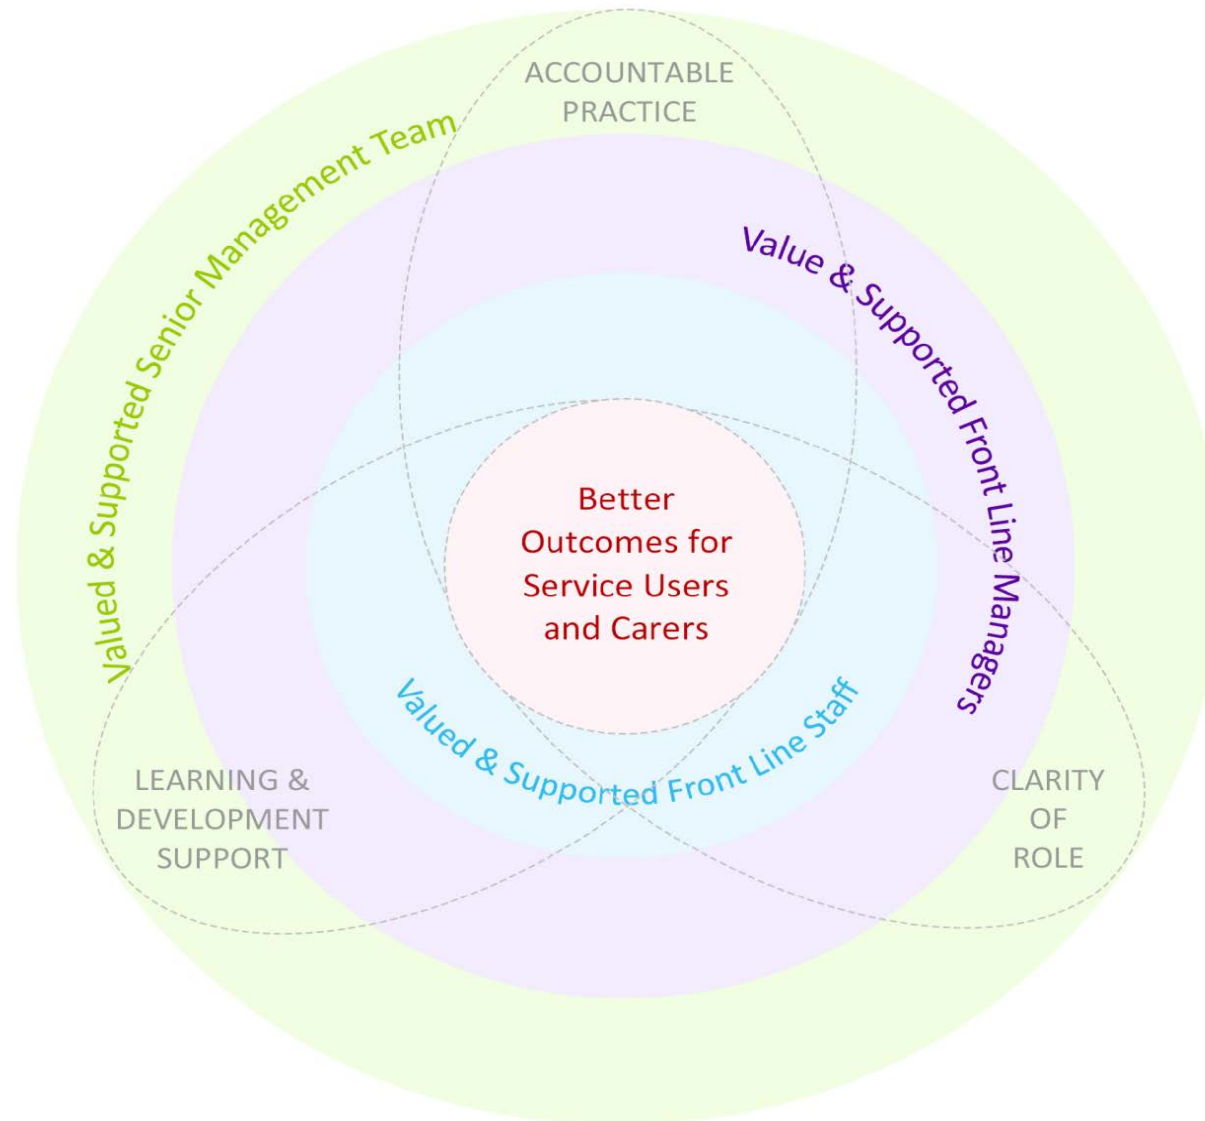 ACCOUNTABLE
PRACTICE
Valued & Supported Senior Management Team
Value & Supported Front Line Managers
Better
Outcomes for
Service Users
and Carers
Valued & Supported Front Line Staff
LEARNING &
DEVELOPMENT
SUPPORT
CLARITY
OF
ROLE